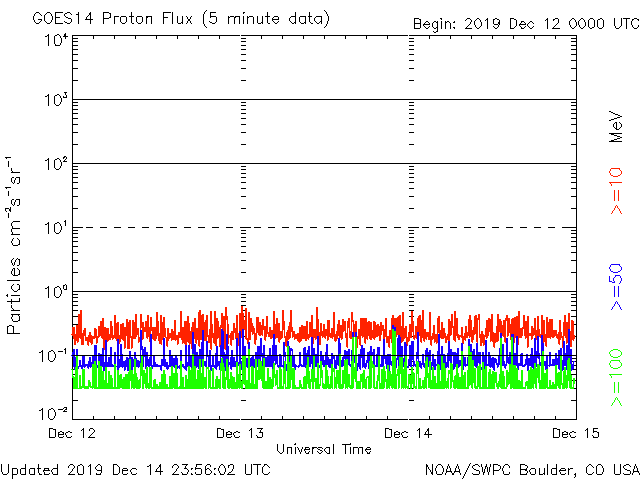 GOES14 Proton Flux (5 minute data)
Begin: 2019 Dec 12 0000 UTC
10⁴
10³
10²
10¹
10⁰
10⁻¹
10⁻²
Particles cm⁻²s⁻¹sr⁻¹
MeV
>=10
>=50
>=100
Dec 12 Dec 13 Dec 14 Dec 15
Universal Time
Updated 2019 Dec 14 23:56:02 UTC
NOAA/SWPC Boulder, CO USA